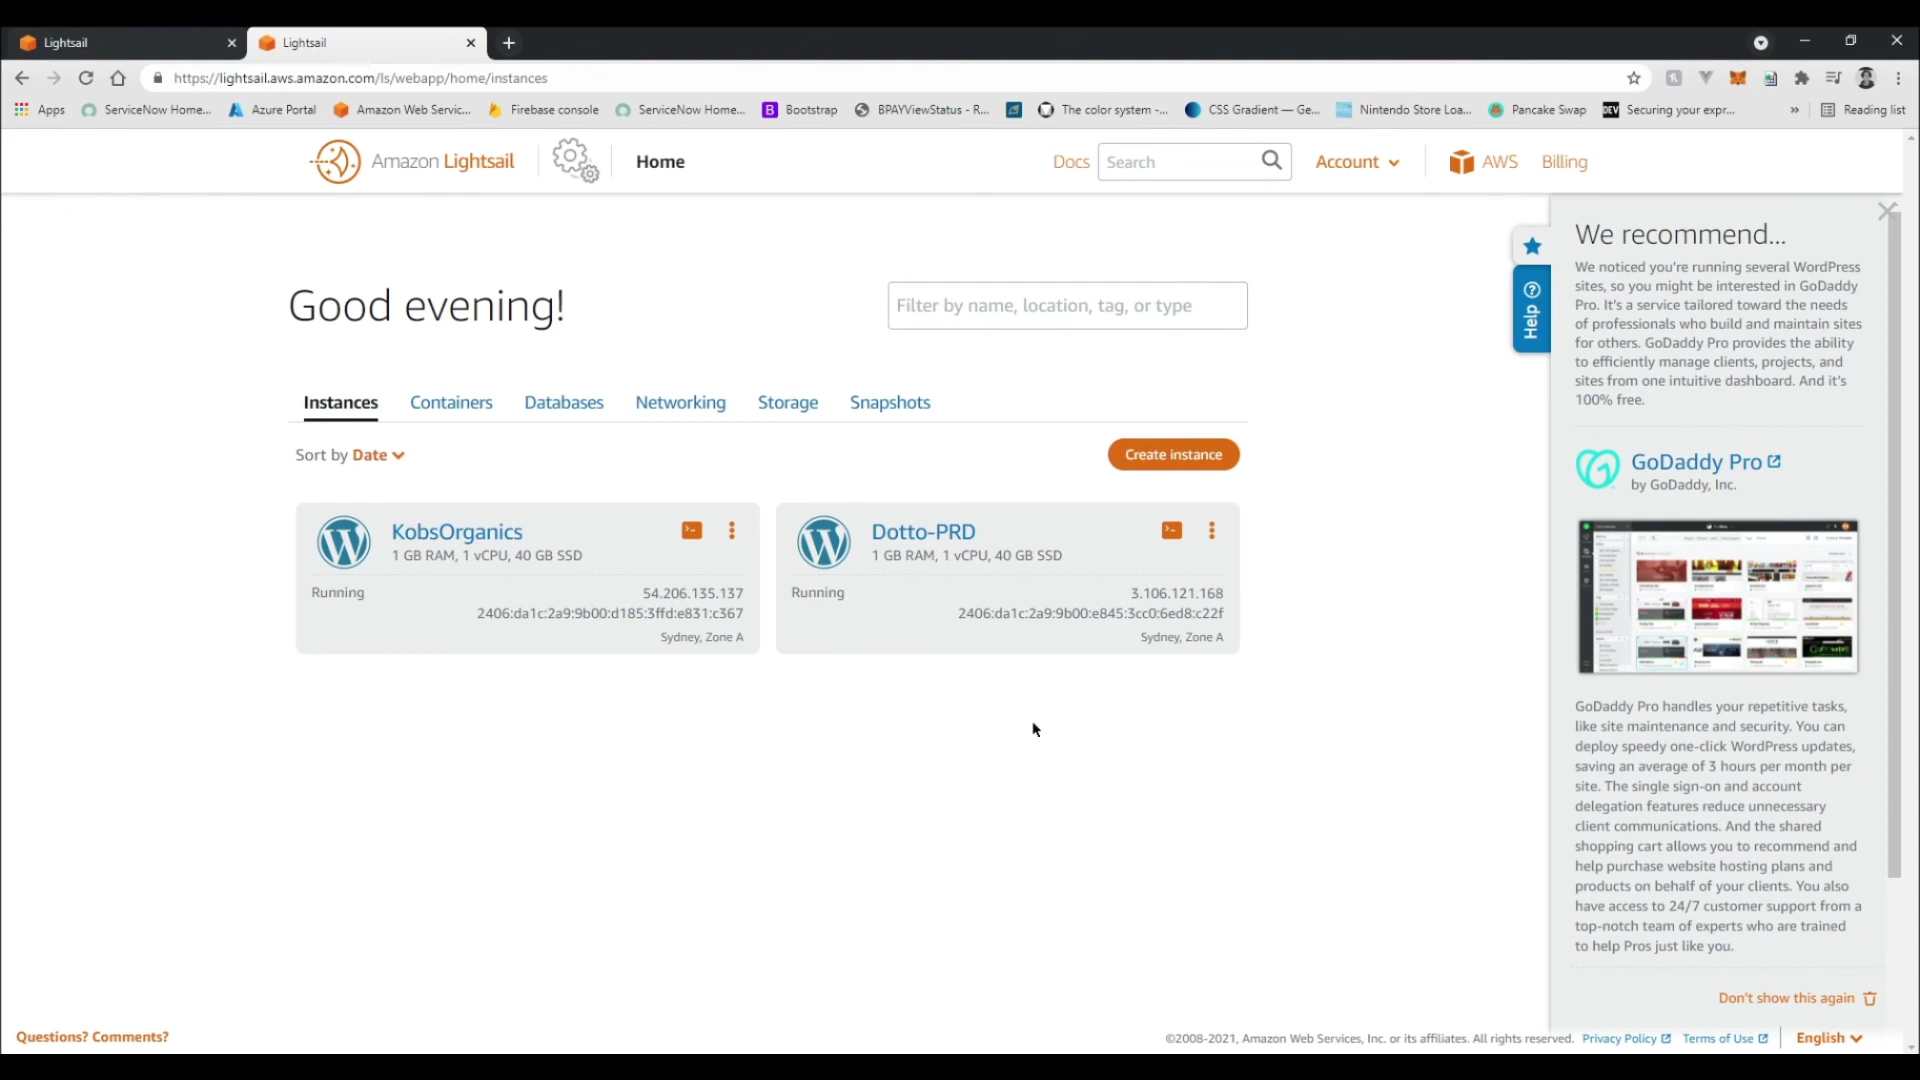 Lightsail
Lightsail
https://lightsail.aws.amazon.com/ls/webapp/home/instances
Apps
ServiceNow Home...
Azure Portal
Amazon Web Servic...
Firebase console
ServiceNow Home...
B
Bootstrap
BPAYViewStatus - R...
The color system -...
CSS Gradient — Ge...
Nintendo Store Loa...
Pancake Swap
DEV
Securing your expr...
»
Reading list
Amazon Lightsail
Home
Docs
Search
Account
AWS
Billing
Good evening!
Filter by name, location, tag, or type
Instances
Containers
Databases
Networking
Storage
Snapshots
Sort by Date
Create instance
KobsOrganics
1 GB RAM, 1 vCPU, 40 GB SSD
Running
54.206.135.137
2406:da1c:2a9:9b00:d185:3ffd:e831:c367
Sydney, Zone A
Dotto-PRD
1 GB RAM, 1 vCPU, 40 GB SSD
Running
3.106.121.168
2406:da1c:2a9:9b00:e845:3cc0:6ed8:c22f
Sydney, Zone A
Help ?
We recommend...
We noticed you're running several WordPress
sites, so you might be interested in GoDaddy
Pro. It's a service tailored toward the needs
of professionals who build and maintain sites
for others. GoDaddy Pro provides the ability
to efficiently manage clients, projects, and
sites from one intuitive dashboard. And it's
100% free.
GoDaddy Pro
by GoDaddy, Inc.
GoDaddy Pro handles your repetitive tasks,
like site maintenance and security. You can
deploy speedy one-click WordPress updates,
saving an average of 3 hours per month per
site. The single sign-on and account
delegation features reduce unnecessary
client communications. And the shared
shopping cart allows you to recommend and
help purchase website hosting plans and
products on behalf of your clients. You also
have access to 24/7 customer support from a
top-notch team of experts who are trained
to help Pros just like you.
Don't show this again
Questions? Comments?
©2008-2021, Amazon Web Services, Inc. or its affiliates. All rights reserved.
Privacy Policy
Terms of Use
English